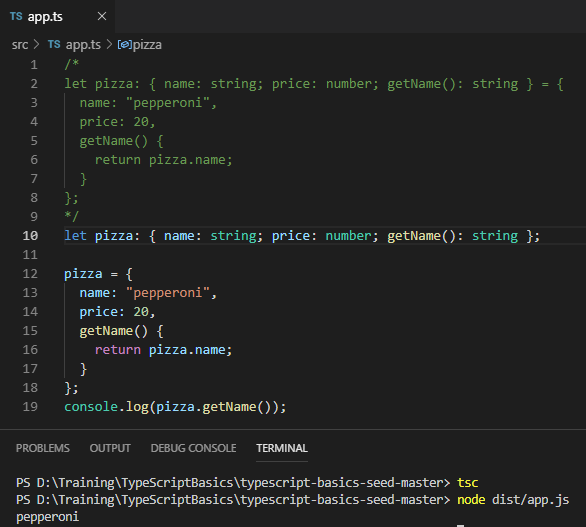 TS app.ts ×
src > TS app.ts > pizza
1 /*
2 let pizza: { name: string; price: number; getName(): string } = {
3   name: "pepperoni",
4   price: 20,
5   getName() {
6     return pizza.name;
7   }
8 };
9 */
10 let pizza: { name: string; price: number; getName(): string };
11
12 pizza = {
13   name: "pepperoni",
14   price: 20,
15   getName() {
16     return pizza.name;
17   }
18 };
19 console.log(pizza.getName());
PROBLEMS OUTPUT DEBUG CONSOLE TERMINAL
PS D:\Training\TypeScriptBasics\typescript-basics-seed-master> tsc
PS D:\Training\TypeScriptBasics\typescript-basics-seed-master> node dist/app.js
pepperoni